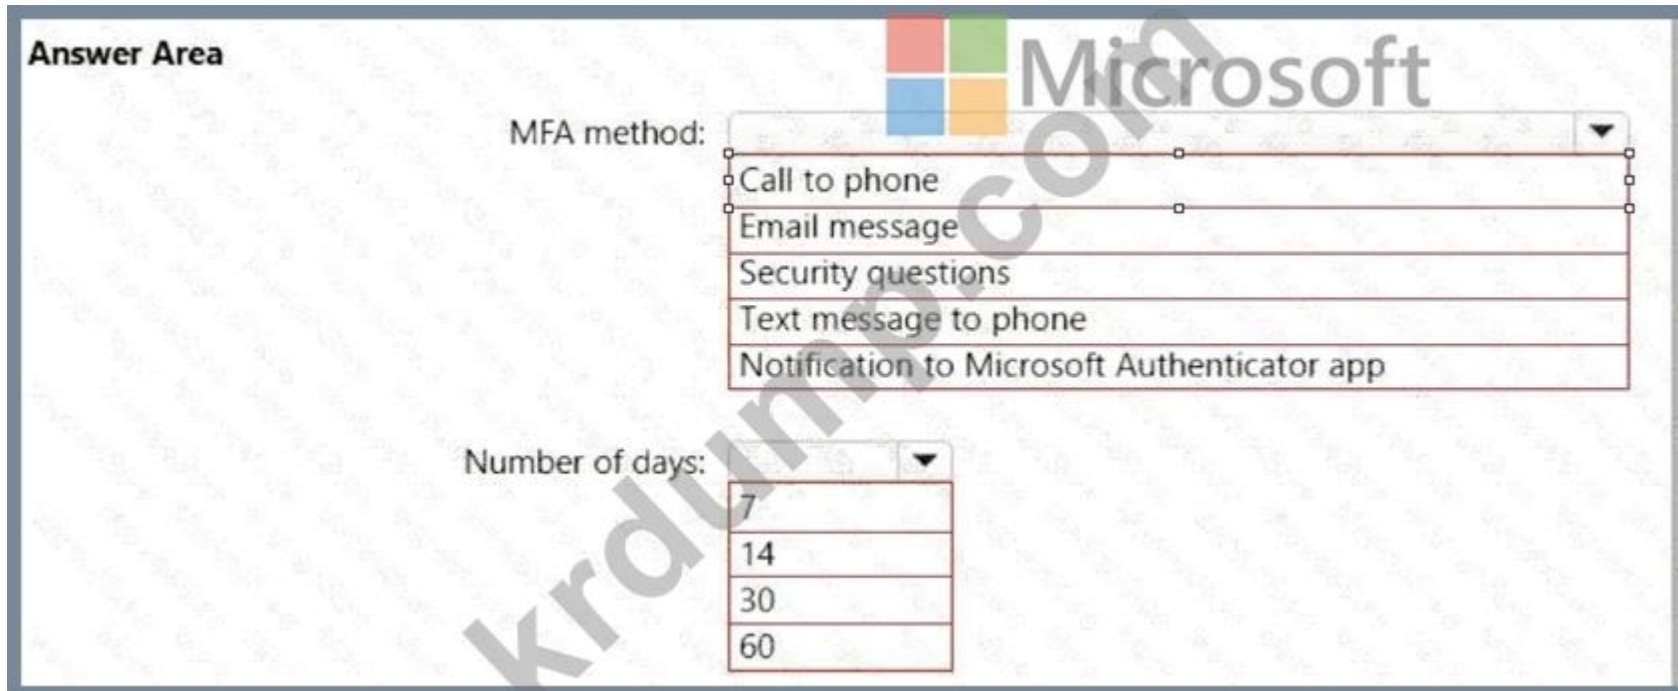 Answer Area
Microsoft
MFA method:
Call to phone
Email message
Security questions
Text message to phone
Notification to Microsoft Authenticator app
Number of days:
7
14
30
60
krdump.com